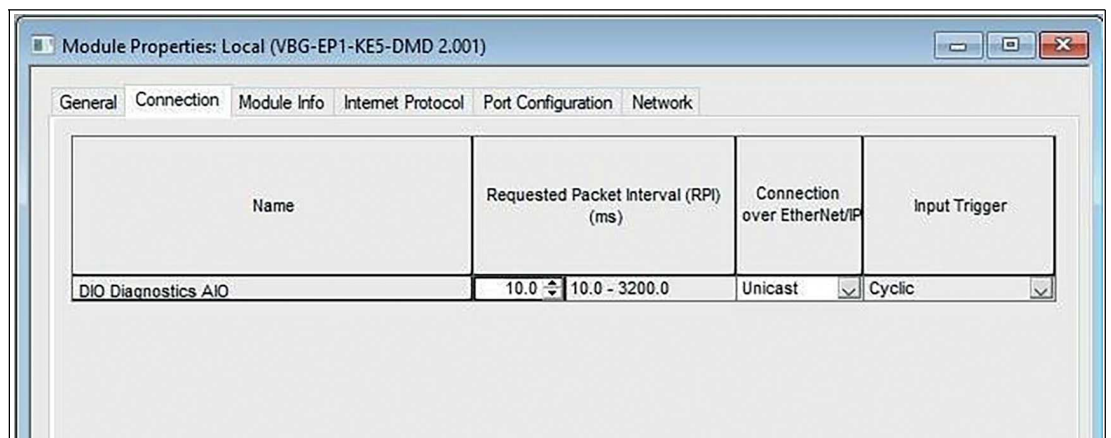 Module Properties: Local (VBG-EP1-KE5-DMD 2.001)
General Connection Module Info Internet Protocol Port Configuration Network
Name
Requested Packet Interval (RPI)
(ms)
Connection
over EtherNet/IP
Input Trigger
DIO Diagnostics AIO 10.0 10.0 - 3200.0 Unicast Cyclic